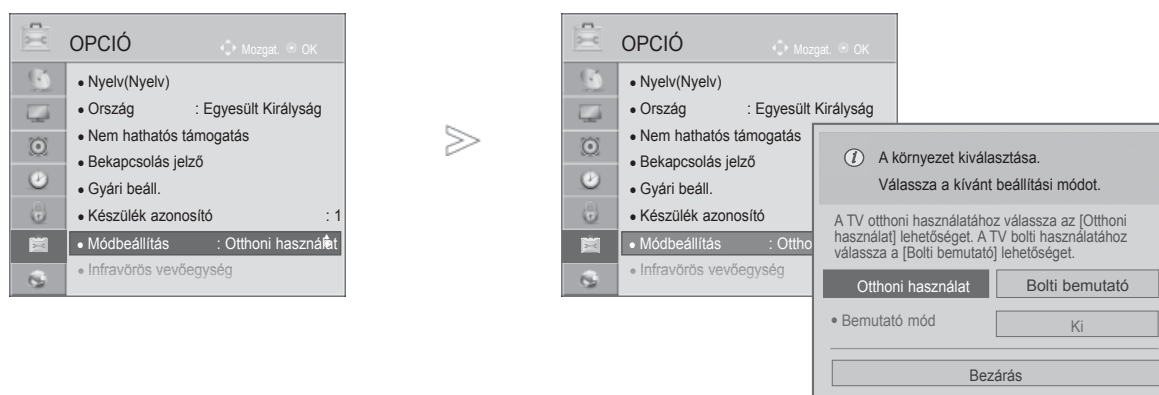 OPCIÓ
Mozgat. OK
• Nyelv(Nyelv)
• Ország : Egyesült Királyság
• Nem hathatós támogatás
• Bekapcsolás jelző
• Gyári beáll.
• Készülék azonosító : 1
• Módbeállítás : Otthoni használat
• Infravörös vevőegység
OPCIÓ
Mozgat. OK
• Nyelv(Nyelv)
• Ország : Egyesült Királyság
• Nem hathatós támogatás
• Bekapcsolás jelző
• Gyári beáll.
• Készülék azonosító
• Módbeállítás : Ottho
• Infravörös vevőegység
i A környezet kiválasztása.
Válassza a kívánt beállítási módot.
A TV otthoni használatához válassza az [Otthoni
használat] lehetőséget. A TV bolti használatához
válassza a [Bolti bemutató] lehetőséget.
Otthoni használat Bolti bemutató
• Bemutató mód Ki
Bezárás